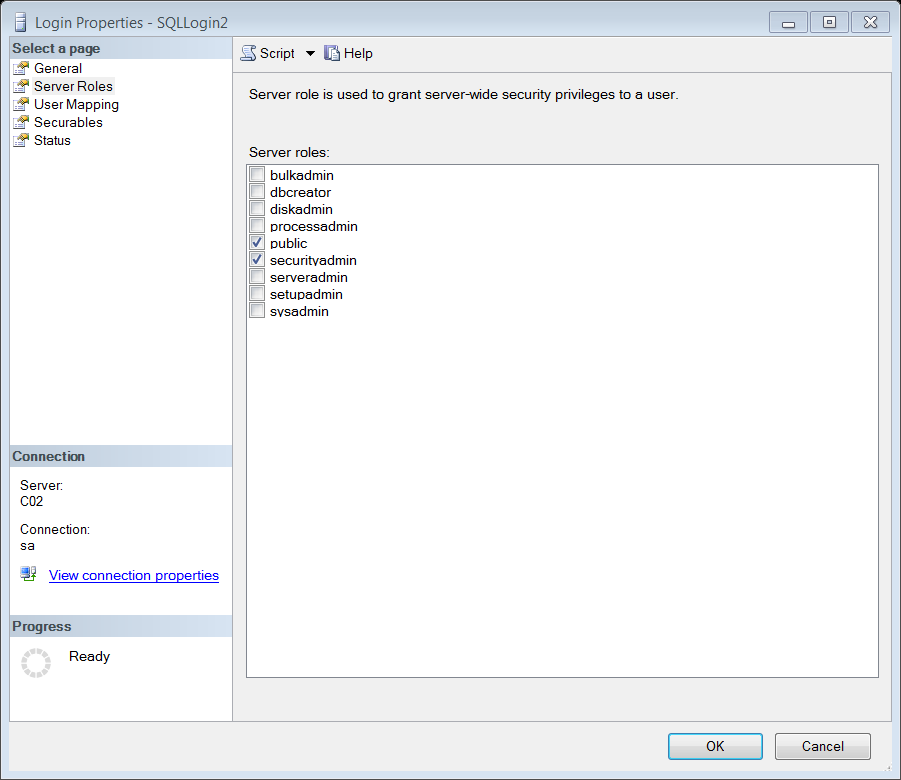 Login Properties - SQLLogin2
Select a page
General
Server Roles
User Mapping
Securables
Status
Connection
Server:
C02
Connection:
sa
View connection properties
Progress
Ready
Script
Help
Server role is used to grant server-wide security privileges to a user.
Server roles:
bulkadmin
dbcreator
diskadmin
processadmin
public
securityadmin
serveradmin
setupadmin
sysadmin
OK
Cancel